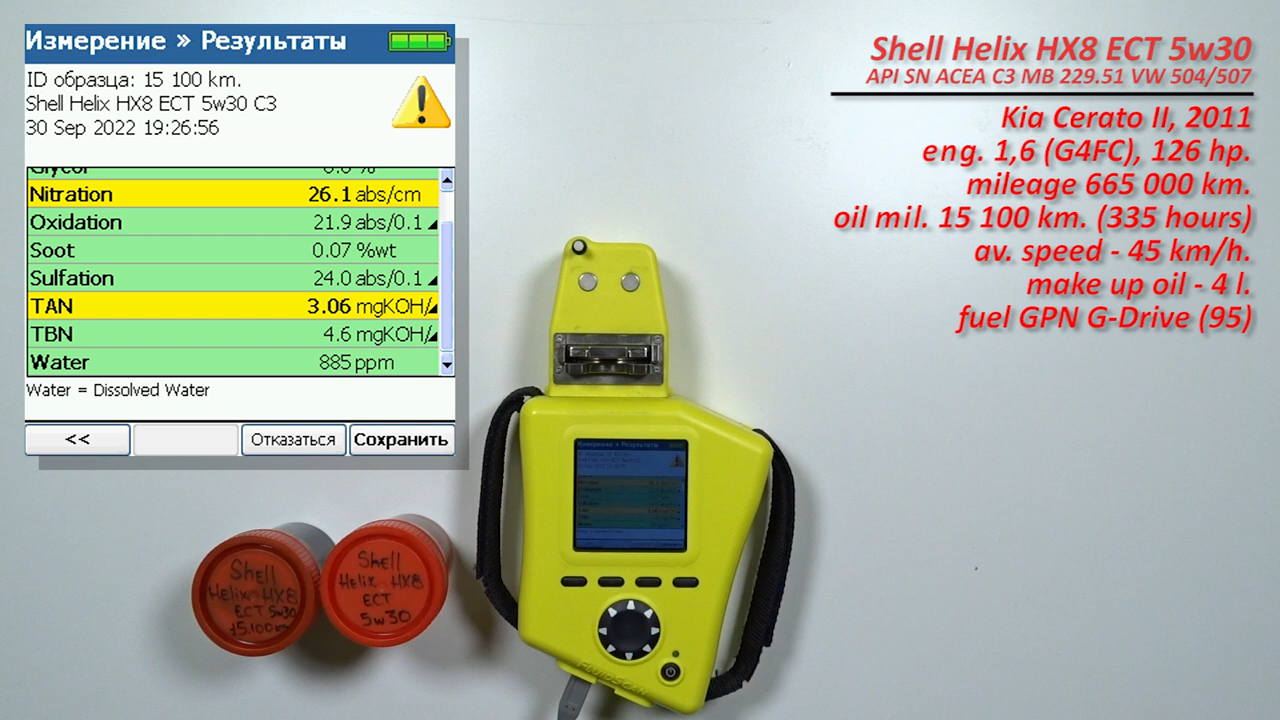 Измерение » Результаты
ID образца: 15 100 km.
Shell Helix HX8 ECT 5w30 C3
30 Sep 2022 19:26:56
Nitration 26.1 abs/cm
Oxidation 21.9 abs/0.1
Soot 0.07 %wt
Sulfation 24.0 abs/0.1
TAN 3.06 mgKOH/
TBN 4.6 mgKOH/
Water 885 ppm
Water = Dissolved Water
<<
Отказаться
Сохранить
Shell Helix HX8 ECT 5w30
API SN ACEA C3 MB 229.51 VW 504/507
Kia Cerato II, 2011
eng. 1,6 (G4FC), 126 hp.
mileage 665 000 km.
oil mil. 15 100 km. (335 hours)
av. speed - 45 km/h.
make up oil - 4 l.
fuel GPN G-Drive (95)
Shell
Helix HX8
ECT 5w30
15.100 km
Shell
Helix HX8
ECT
5w30
Измерение » Результаты
FLUIDSCAN